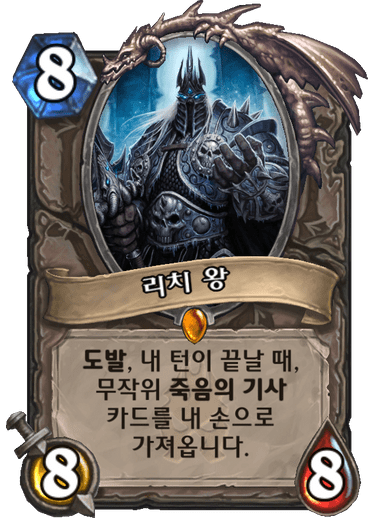 8
리치 왕
도발, 내 턴이 끝날 때,
무작위 죽음의 기사
카드를 내 손으로
가져옵니다.
8
8